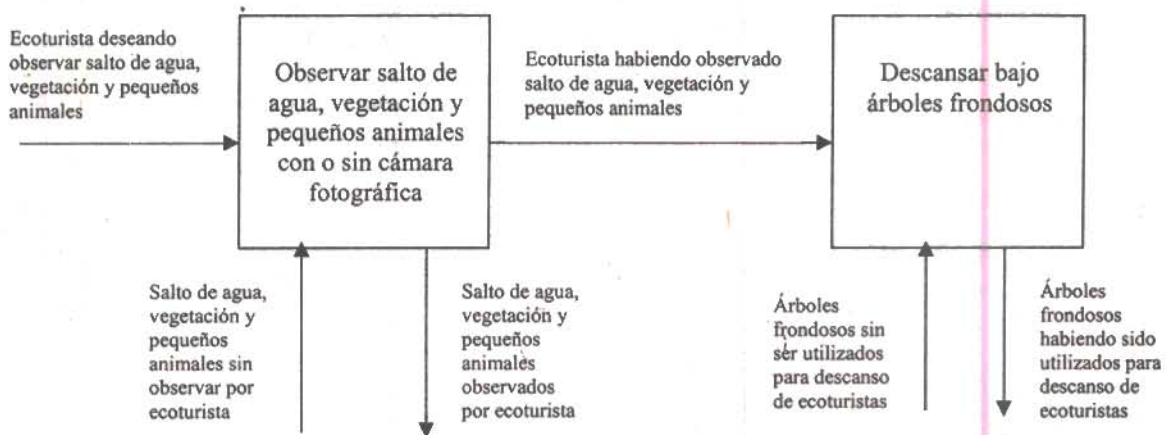 Ecoturista deseando
observar salto de agua,
vegetación y pequeños
animales
Observar salto de
agua, vegetación y
pequeños animales
con o sin cámara
fotográfica
Ecoturista habiendo observado
salto de agua, vegetación y
pequeños animales
Descansar bajo
árboles frondosos
Salto de agua,
vegetación y
pequeños
animales sin
observar por
ecoturista
Salto de agua,
vegetación y
pequeños
animales
observados
por ecoturista
Árboles
frondosos sin
ser utilizados
para descanso
de ecoturistas
Árboles
frondosos
habiendo sido
utilizados para
descanso de
ecoturistas